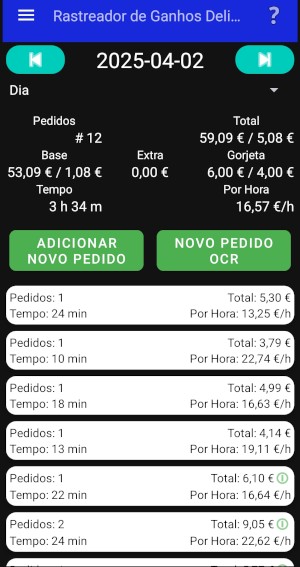 Rastreador de Ganhos Deli...
?
2025-04-02
Dia
Pedidos Total
# 12 59,09 € / 5,08 €
Base Extra Gorjeta
53,09 € / 1,08 € 0,00 € 6,00 € / 4,00 €
Tempo Por Hora
3 h 34 m 16,57 €/h
ADICIONAR NOVO PEDIDO
NOVO PEDIDO OCR
Pedidos: 1 Total: 5,30 €
Tempo: 24 min Por Hora: 13,25 €/h
Pedidos: 1 Total: 3,79 €
Tempo: 10 min Por Hora: 22,74 €/h
Pedidos: 1 Total: 4,99 €
Tempo: 18 min Por Hora: 16,63 €/h
Pedidos: 1 Total: 4,14 €
Tempo: 13 min Por Hora: 19,11 €/h
Pedidos: 1 Total: 6,10 €
Tempo: 22 min Por Hora: 16,64 €/h
Pedidos: 2 Total: 9,05 €
Tempo: 24 min Por Hora: 22,62 €/h